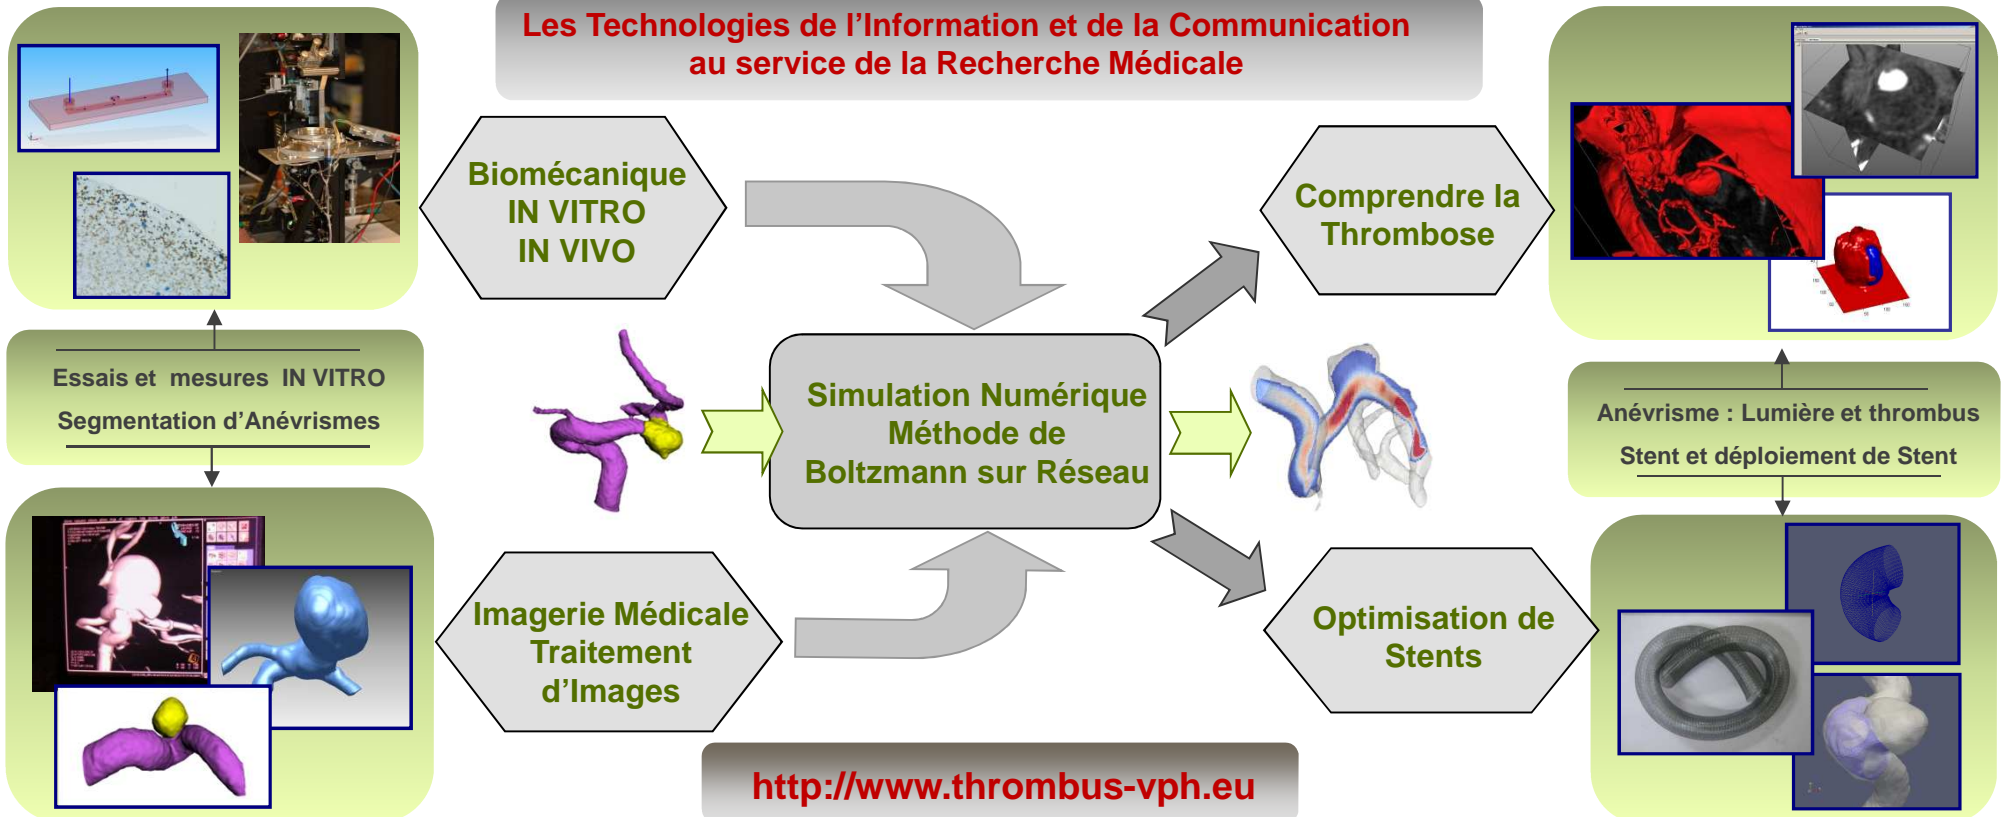 Les Technologies de l’Information et de la Communication
au service de la Recherche Médicale
Biomécanique
IN VITRO
IN VIVO
Comprendre la
Thrombose
Essais et mesures IN VITRO
Segmentation d’Anévrismes
Simulation Numérique
Méthode de
Boltzmann sur Réseau
Anévrisme : Lumière et thrombus
Stent et déploiement de Stent
Imagerie Médicale
Traitement
d’Images
Optimisation de
Stents
http://www.thrombus-vph.eu